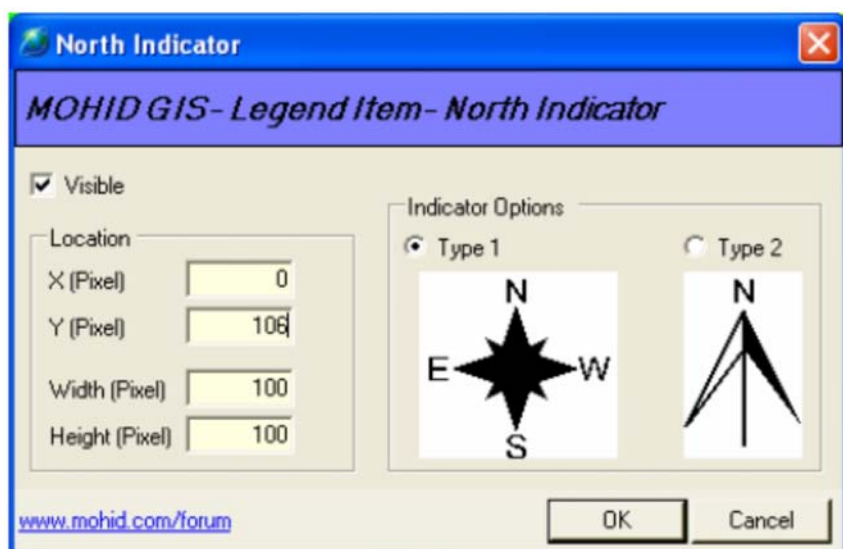 North Indicator
MOHID GIS- Legend Item- North Indicator
Visible
Location
X (Pixel) 0
Y (Pixel) 106
Width (Pixel) 100
Height (Pixel) 100
Indicator Options
Type 1
Type 2
N
E W
S
N
www.mohid.com/forum
OK
Cancel